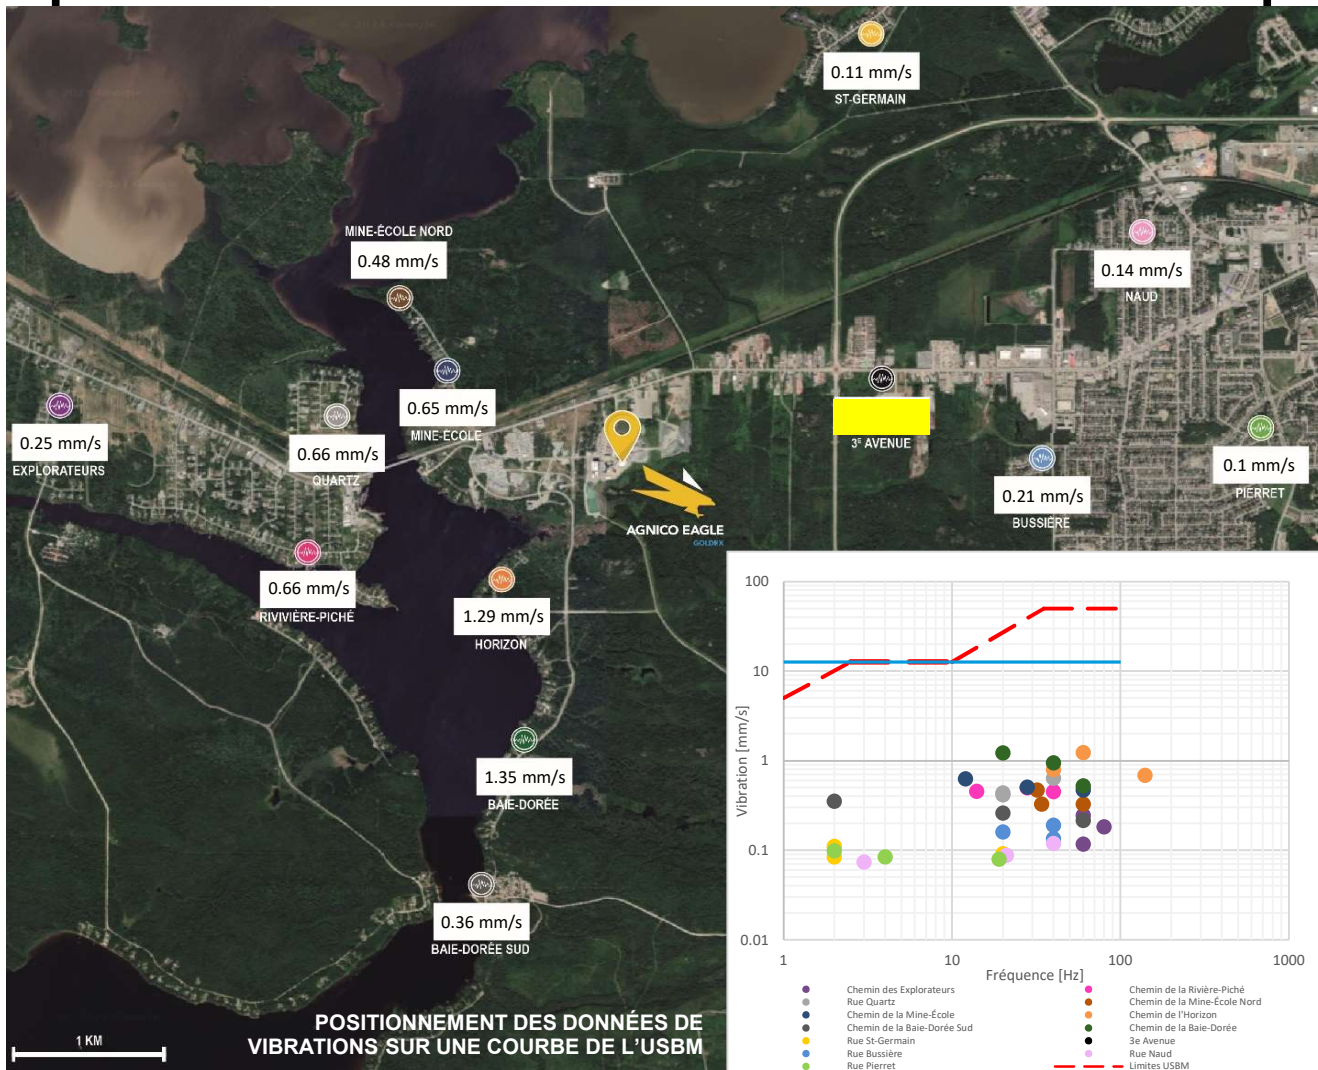 0.11 mm/s
ST-GERMAIN
MINE-ÉCOLE NORD
0.48 mm/s
0.14 mm/s
NAUD
0.65 mm/s
MINE-ÉCOLE
0.25 mm/s
EXPLORATEURS
0.66 mm/s
QUARTZ
3E AVENUE
0.1 mm/s
PIERRET
0.21 mm/s
BUSSIÈRE
AGNICO EAGLE
GOLDEX
0.66 mm/s
RIVIVIÈRE-PICHÉ
1.29 mm/s
HORIZON
1.35 mm/s
BAIE-DORÉE
0.36 mm/s
BAIE-DORÉE SUD
POSITIONNEMENT DES DONNÉES DE
VIBRATIONS SUR UNE COURBE DE L'USBM
1 KM
Vibration [mm/s]
100
10
1
0.1
0.01
1
10
100
1000
Fréquence [Hz]
Chemin des Explorateurs
Chemin de la Rivière-Piché
Rue Quartz
Chemin de la Mine-École Nord
Chemin de la Mine-École
Chemin de l'Horizon
Chemin de la Baie-Dorée Sud
Chemin de la Baie-Dorée
Rue St-Germain
3e Avenue
Rue Bussière
Rue Naud
Rue Pierret
Limites USBM